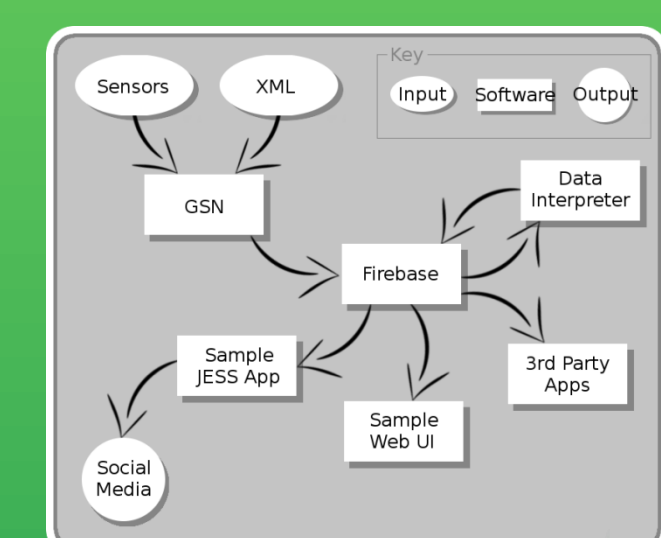 Key
Sensors
XML
Input
Software
Output
GSN
Data
Interpreter
Firebase
Sample
JESS App
3rd Party
Apps
Sample
Web UI
Social
Media